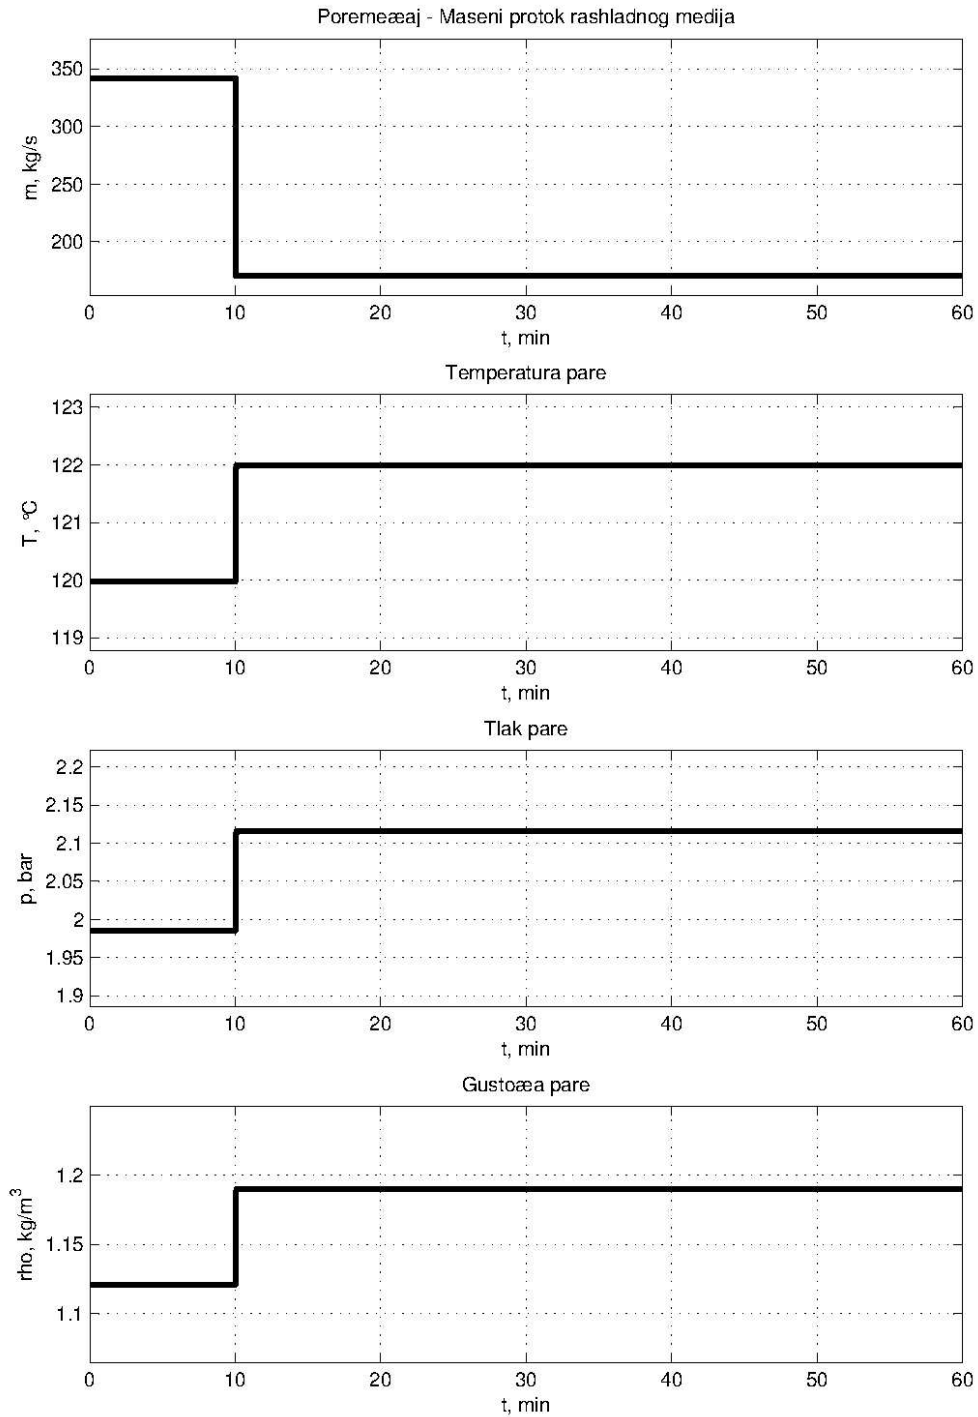 Poremeæaj - Maseni protok rashladnog medija
350
300
250
200
m, kg/s
0 10 20 30 40 50 60
t, min
Temperatura pare
123
122
121
120
119
T, °C
0 10 20 30 40 50 60
t, min
Tlak pare
2.2
2.15
2.1
2.05
2
1.95
1.9
p, bar
0 10 20 30 40 50 60
t, min
Gustoæa pare
1.2
1.15
1.1
rho, kg/m³
0 10 20 30 40 50 60
t, min